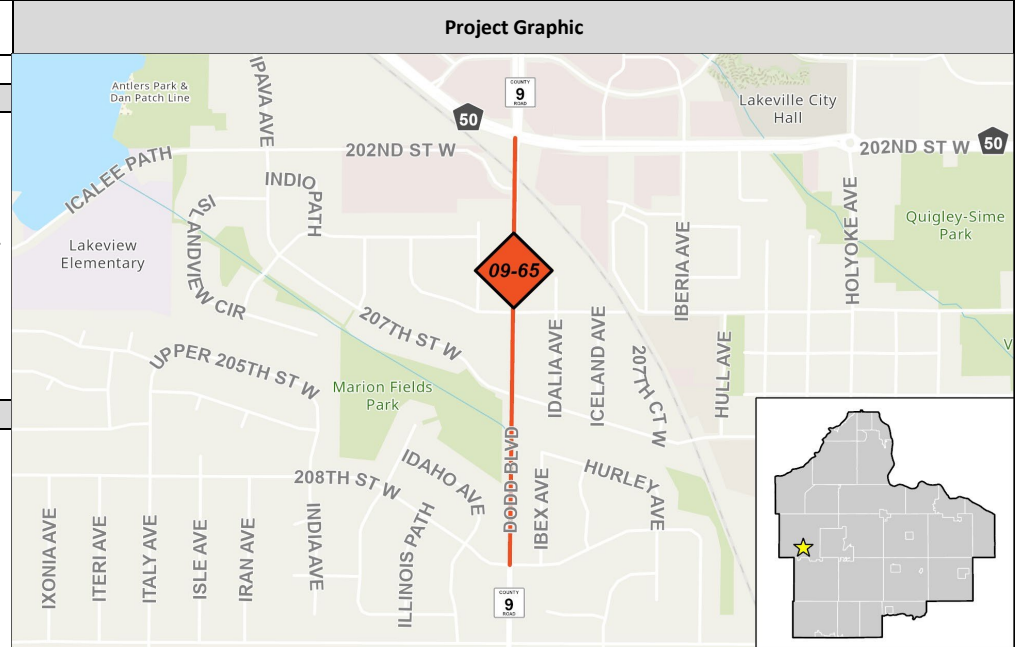 Project Graphic
Antlers Park &
Dan Patch Line
IPAVA AVE
COUNTY
9
ROAD
50
Lakeville City
Hall
202ND ST W
202ND ST W
50
ICALEE PATH
INDIO
PATH
ISLANDVIEW CIR
Lakeview
Elementary
IBERIA AVE
HOLYOKE AVE
Quigley-Sime
Park
09-65
207TH ST W
IDALIA AVE
ICELAND AVE
207TH CT W
HULL AVE
V
UPPER 205TH ST W
Marion Fields
Park
DODD BLVD
208TH ST W
IDAHO AVE
IBEX AVE
HURLEY
AVE
IXONIA AVE
ITERI AVE
ITALY AVE
ISLE AVE
IRAN AVE
INDIA AVE
ILLINOIS PATH
COUNTY
9
ROAD